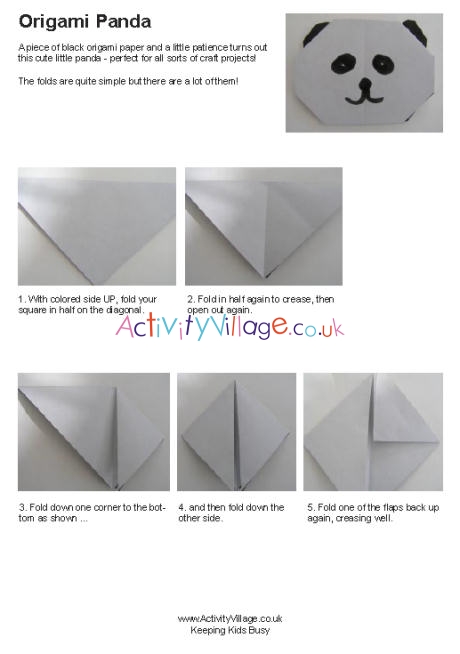 Origami Panda
A piece of black origami paper and a little patience turns out
this cute little panda - perfect for all sorts of craft projects!
The folds are quite simple but there are a lot of them!
1. With colored side UP, fold your
square in half on the diagonal.
2. Fold in half again to crease, then
open out again.
ActivityVillage.co.uk
3. Fold down one corner to the bot-
tom as shown ...
4. and then fold down the
other side.
5. Fold one of the flaps back up
again, creasing well.
www.ActivityVillage.co.uk
Keeping Kids Busy